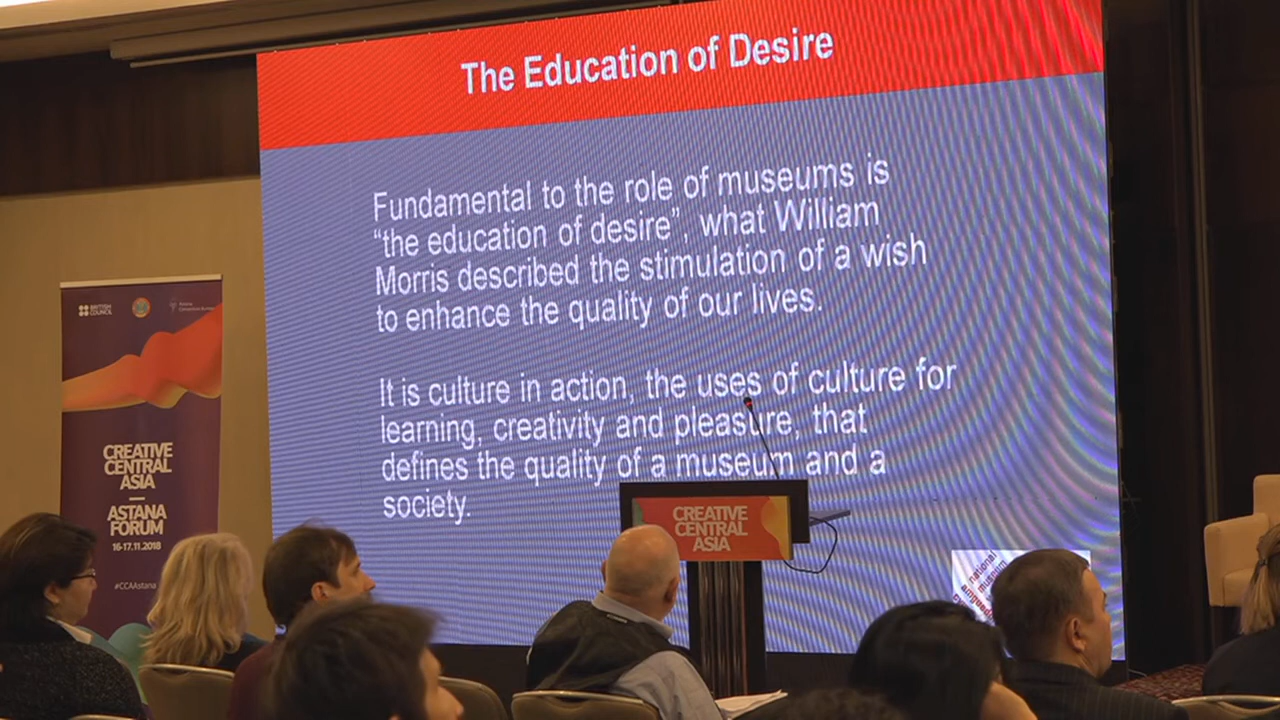 The Education of Desire
Fundamental to the role of museums is
“the education of desire”, what William
Morris described the stimulation of a wish
to enhance the quality of our lives.
It is culture in action, the uses of culture for
learning, creativity and pleasure, that
defines the quality of a museum and a
society.
BRITISH
COUNCIL
CREATIVE
CENTRAL
ASIA
ASTANA
FORUM
16-17.11.2018
#CCAastana
CREATIVE
CENTRAL
ASIA
national
museum